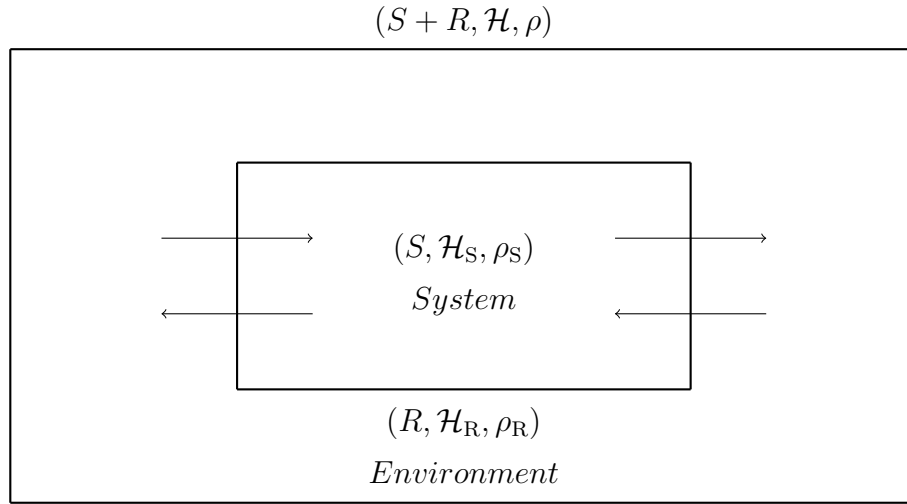 (S + R, ℋ, ρ)
(S, ℋ_S, ρ_S)
System
(R, ℋ_R, ρ_R)
Environment